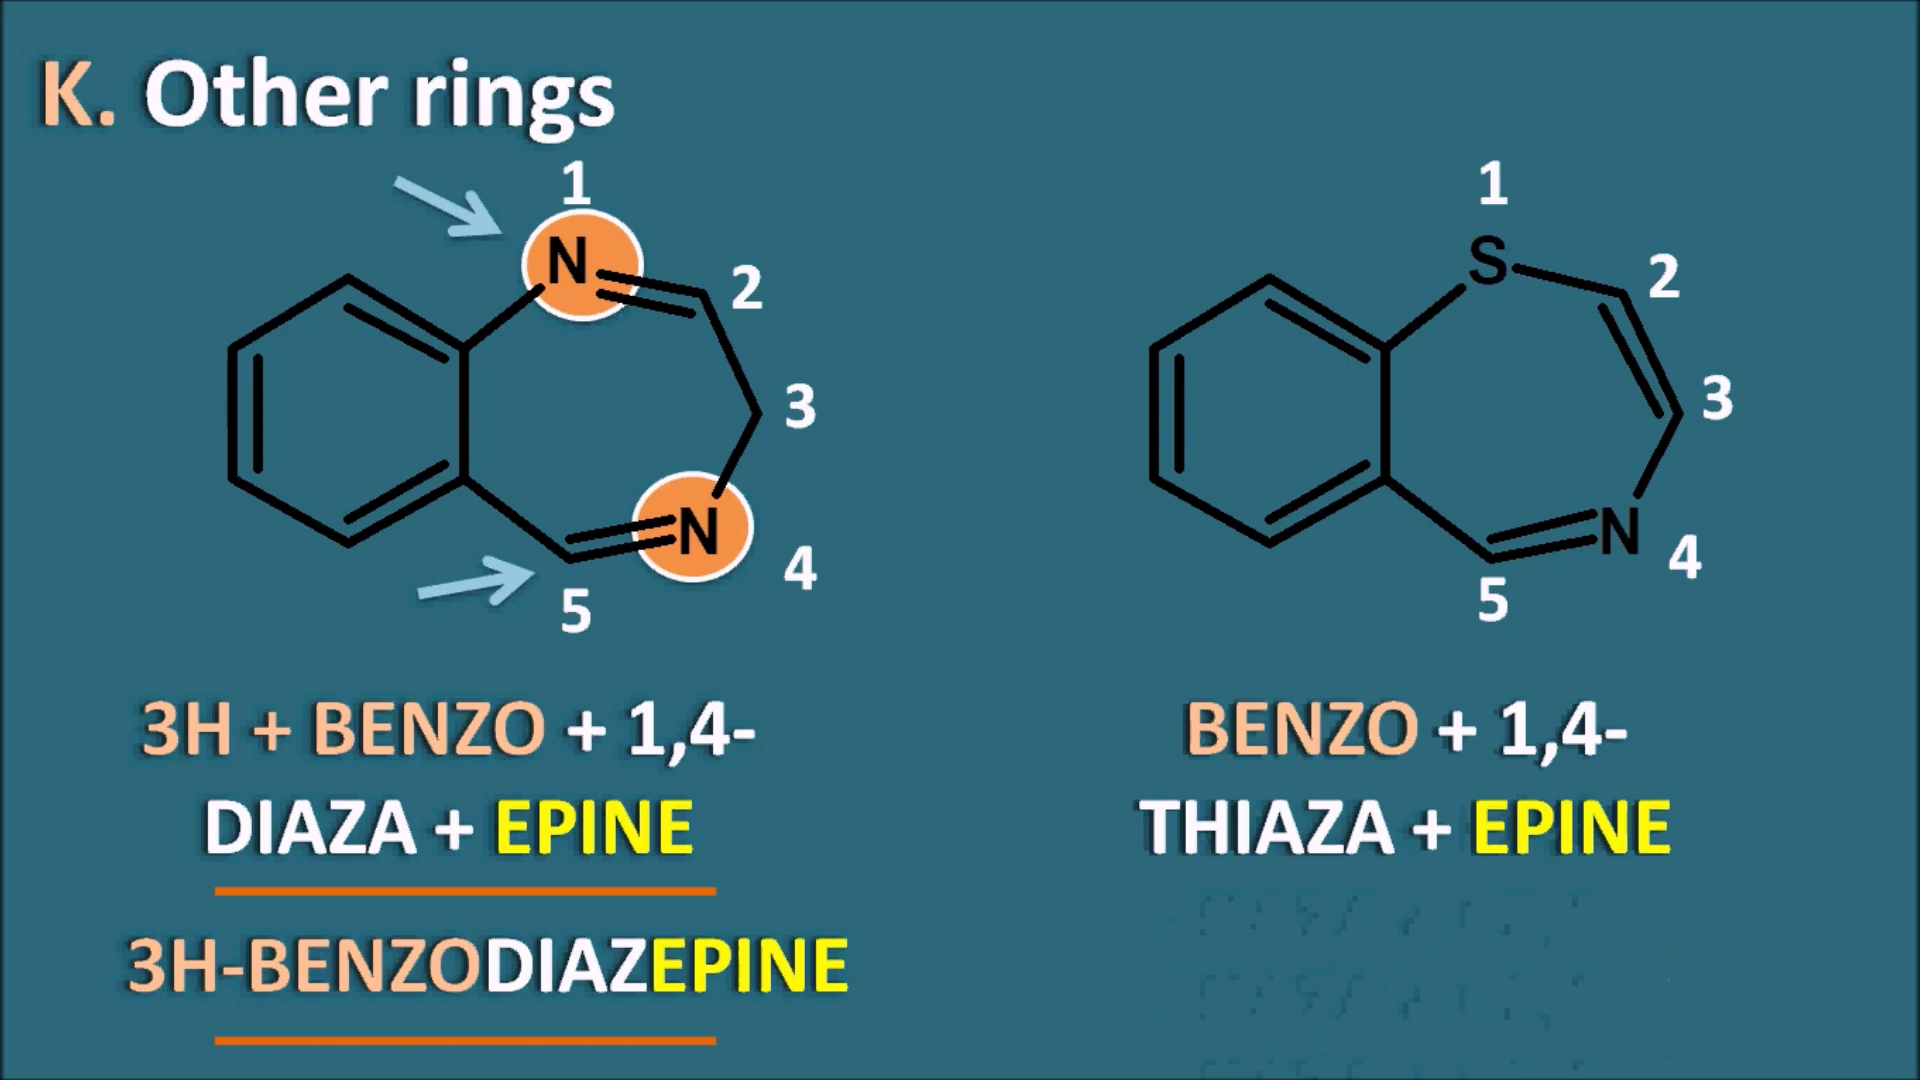 K. Other rings
1
N
2
3
N
4
5
1
S
2
3
N
4
5
3H + BENZO + 1,4-
DIAZA + EPINE
3H-BENZODIAZEPINE
BENZO + 1,4-
THIAZA + EPINE